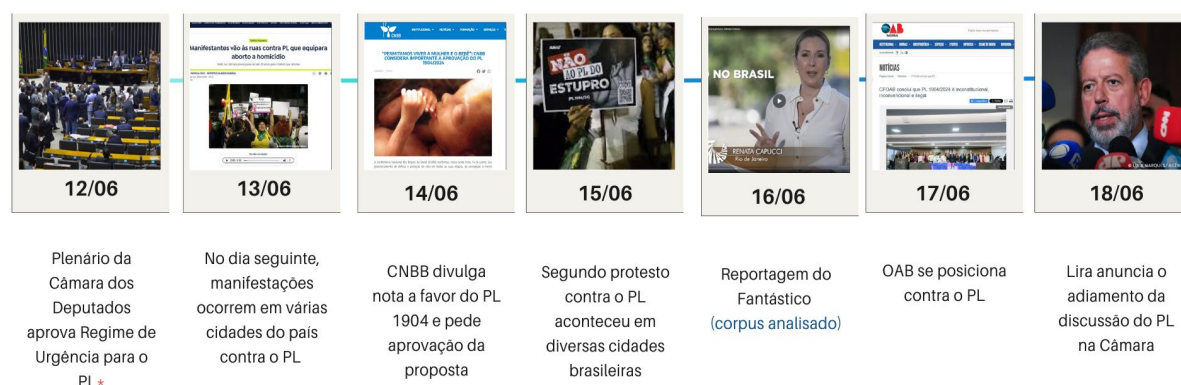 Manifestantes vão às ruas contra PL que equipara
aborto a homicídio
CNBB
"PERMITAMOS VIVER A MULHER E O BEBÊ": CNBB
CONSIDERA IMPORTANTE A APROVAÇÃO DO PL
1904/2024
NÃO
AO PL DO
ESTUPRO
PL 1904/24
NO BRASIL
RENATA CAPUCCI
Rio de Janeiro
OAB
NOTÍCIAS
CFOAB conclui que PL 1904/2024 é inconstitucional,
inconvencional e ilegal
12/06
13/06
14/06
15/06
16/06
17/06
18/06
Plenário da
Câmara dos
Deputados
aprova Regime de
Urgência para o
PL*
No dia seguinte,
manifestações
ocorrem em várias
cidades do país
contra o PL
CNBB divulga
nota a favor do PL
1904 e pede
aprovação da
proposta
Segundo protesto
contra o PL
aconteceu em
diversas cidades
brasileiras
Reportagem do
Fantástico
(corpus analisado)
OAB se posiciona
contra o PL
Lira anuncia o
adiamento da
discussão do PL
na Câmara